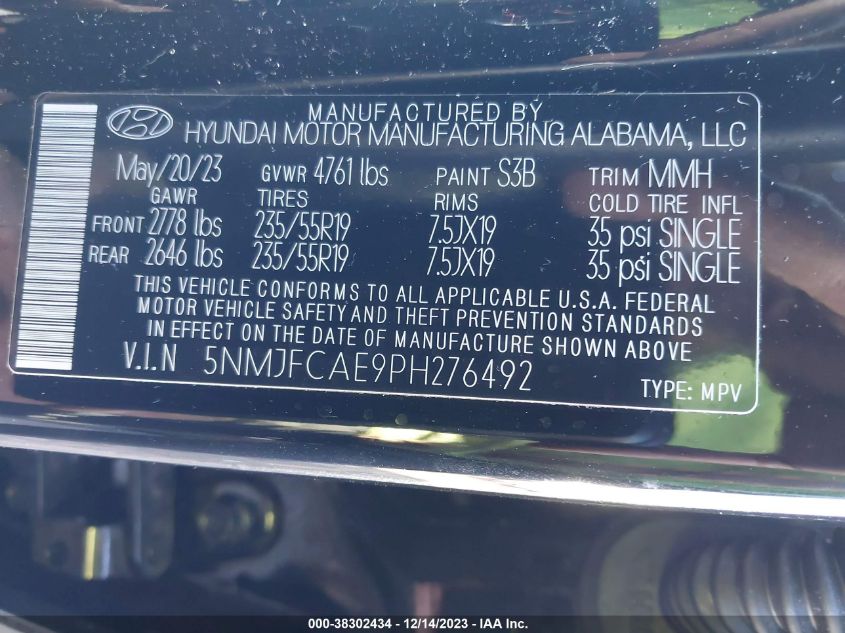 MANUFACTURED BY
HYUNDAI MOTOR MANUFACTURING ALABAMA, LLC
May/20/23 GVWR 4761 lbs PAINT S3B TRIM MMH
GAWR TIRES RIMS COLD TIRE INFL
FRONT 2778 lbs 235/55R19 7.5JX19 35 psi SINGLE
REAR 2646 lbs 235/55R19 7.5JX19 35 psi SINGLE
THIS VEHICLE CONFORMS TO ALL APPLICABLE U.S.A. FEDERAL
MOTOR VEHICLE SAFETY AND THEFT PREVENTION STANDARDS
IN EFFECT ON THE DATE OF MANUFACTURE SHOWN ABOVE.
V.I.N 5NMJFCAE9PH276492
TYPE: MPV
000-38302434 - 12/14/2023 - IAA Inc.